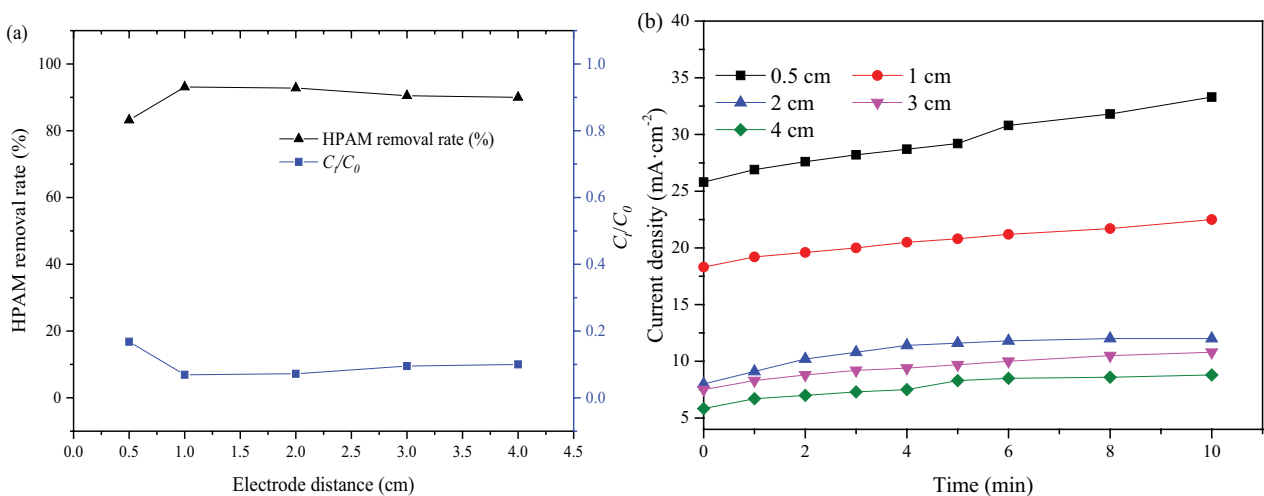 (a)
100
80
60
40
20
0
HPAM removal rate (%)
HPAM removal rate (%)
Cₜ/C₀
1.0
0.8
0.6
0.4
0.2
0.0
Cₜ/C₀
0.0 0.5 1.0 1.5 2.0 2.5 3.0 3.5 4.0 4.5
Electrode distance (cm)
(b)
40
35
30
25
20
15
10
5
Current density (mA·cm⁻²)
0.5 cm 1 cm
2 cm 3 cm
4 cm
0 2 4 6 8 10
Time (min)